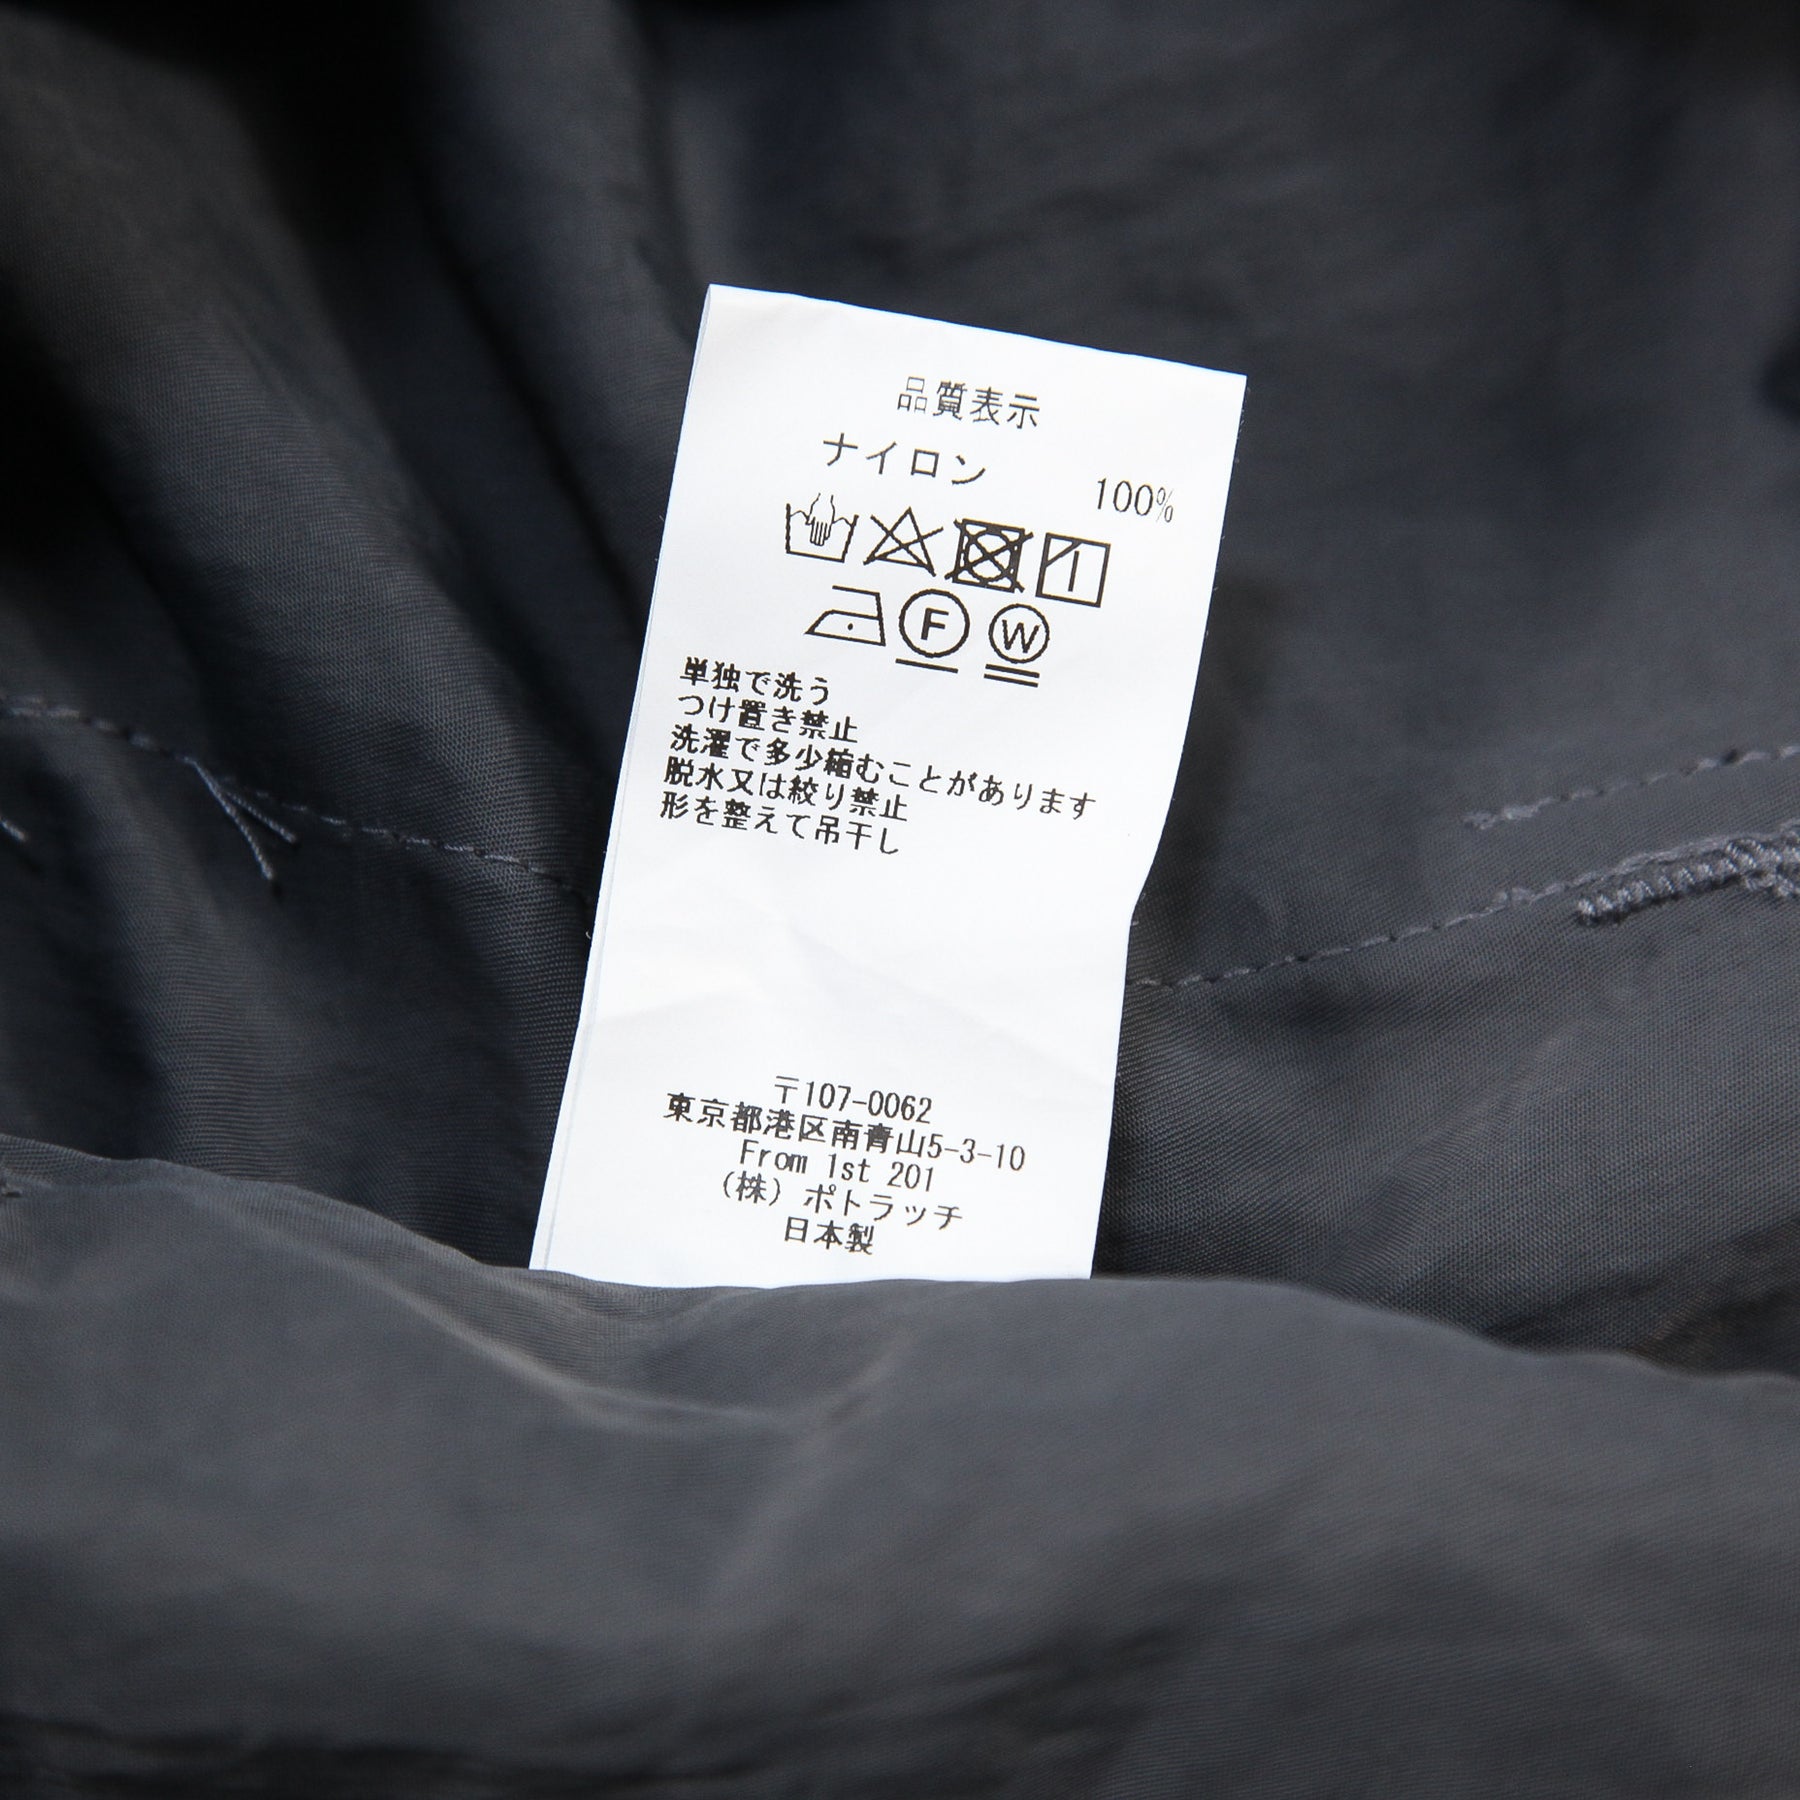 品質表示
ナイロン 100%
F W
単独で洗う
つけ置き禁止
洗濯で多少縮むことがあります
脱水又は絞り禁止
形を整えて吊干し
〒107-0062
東京都港区南青山5-3-10
From 1st 201
(株)ポトラッチ
日本製